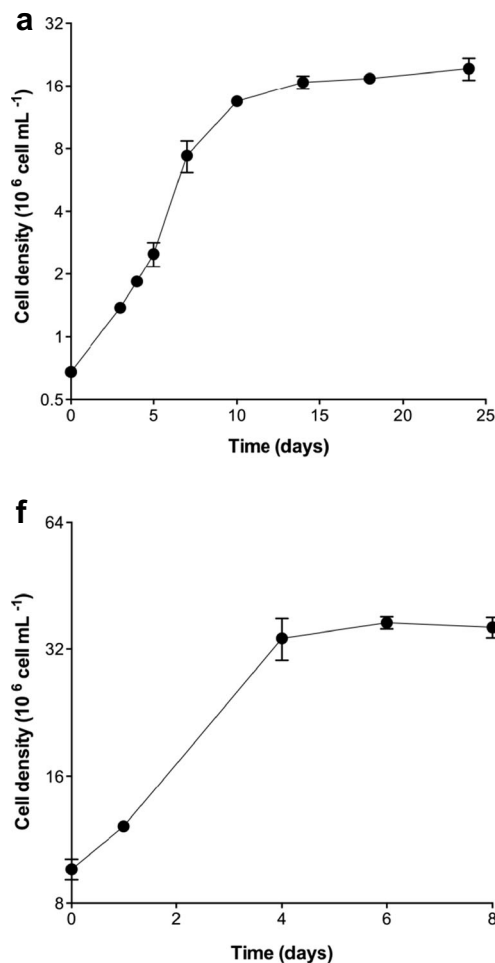 a
32
16
8
4
2
1
0.5
0 5 10 15 20 25
Cell density (10 ⁶ cell mL ⁻¹)
Time (days)
f
64
32
16
8
0 2 4 6 8
Cell density (10 ⁶ cell mL ⁻¹)
Time (days)